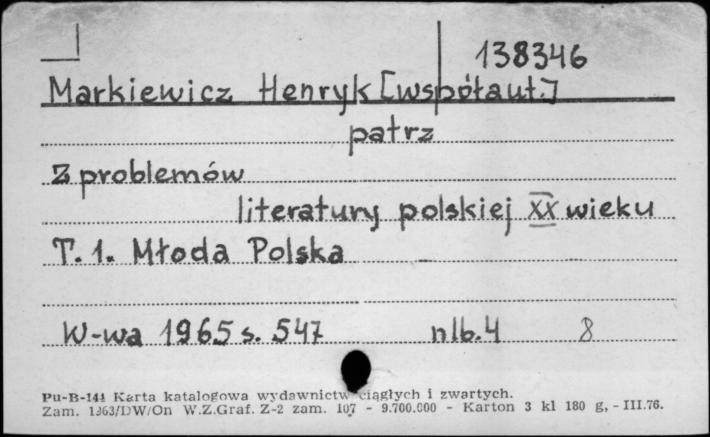 138346
Markiewicz Henryk [współaut.]
patrz
Z problemów
literatury polskiej XX wieku
T. 1. Młoda Polska
W-wa 1965 s. 547 nlb. 4 8
Pu-B-144 Karta katalogowa wydawnictw ciągłych i zwartych.
Zam. 1363/DW/On W.Z.Graf. Z-2 zam. 107 - 9.700.000 - Karton 3 kl 180 g, - III.76.